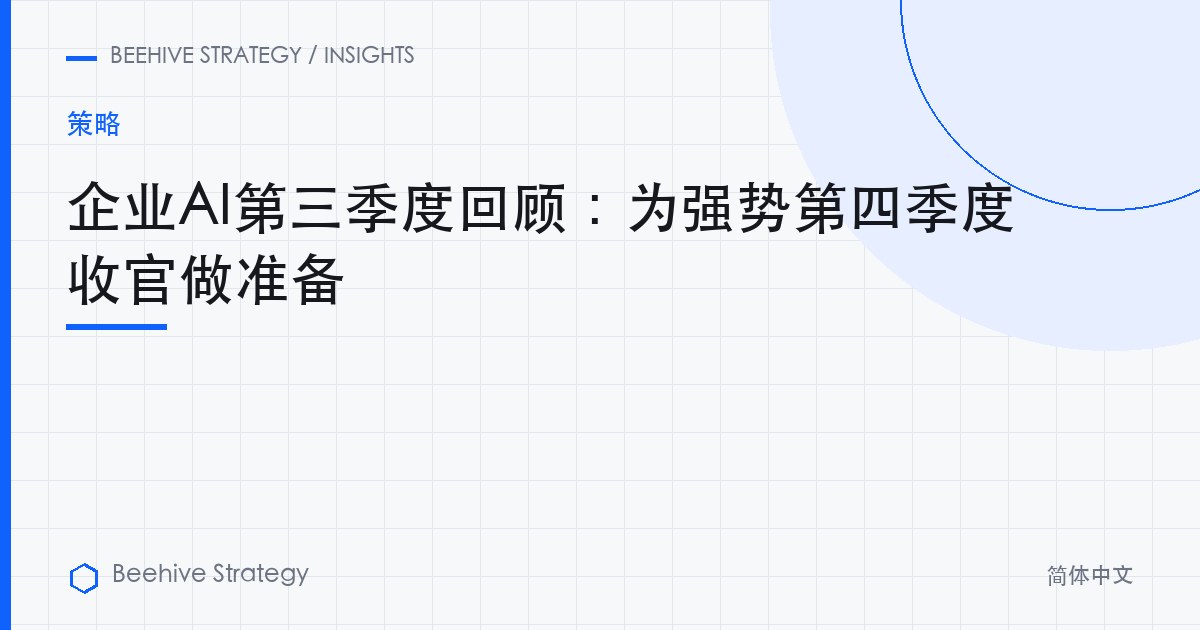 BEEHIVE STRATEGY / INSIGHTS
策略
企业AI第三季度回顾：为强势第四季度
收官做准备
Beehive Strategy
简体中文